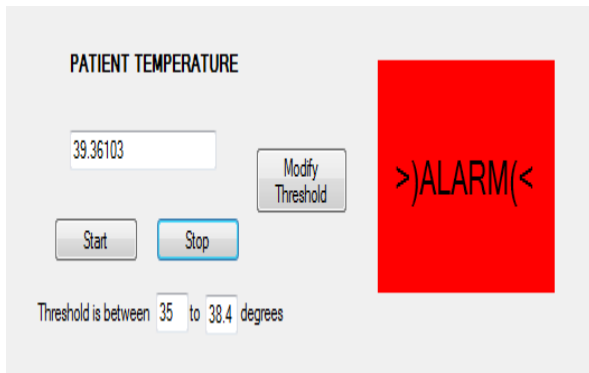 PATIENT TEMPERATURE
39.36103
Modify
Threshold
>)ALARM(<
Start
Stop
Threshold is between 35 to 38.4 degrees